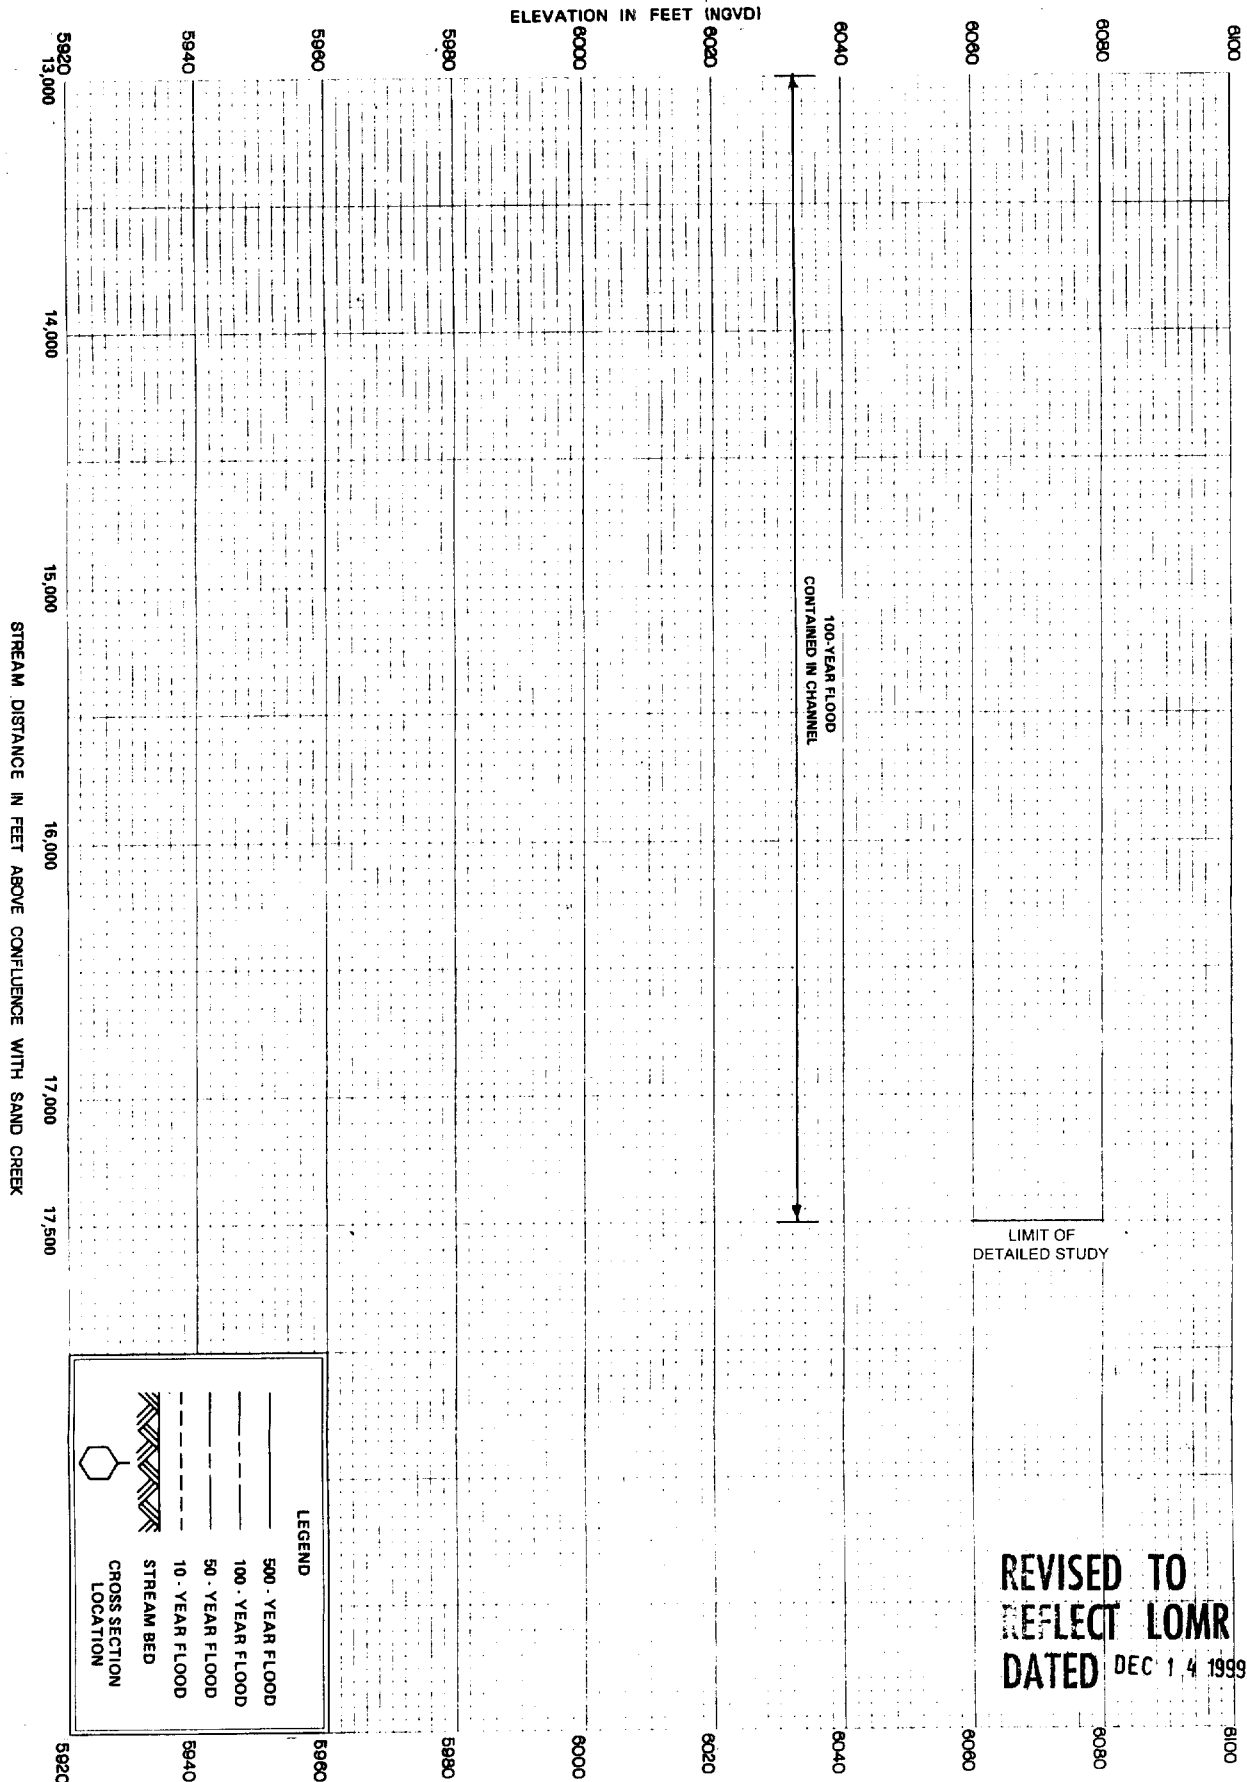 ELEVATION IN FEET (NGVD)
6100
6080
6060
6040
6020
6000
5980
5960
5940
5920
13,000
14,000
15,000
16,000
17,000
17,500
STREAM DISTANCE IN FEET ABOVE CONFLUENCE WITH SAND CREEK
100-YEAR FLOOD
CONTAINED IN CHANNEL
LIMIT OF
DETAILED STUDY
LEGEND
500 - YEAR FLOOD
100 - YEAR FLOOD
50 - YEAR FLOOD
10 - YEAR FLOOD
STREAM BED
CROSS SECTION
LOCATION
6100
6080
6060
6040
6020
6000
5980
5960
5940
5920
REVISED TO
REFLECT LOMR
DATED DEC 14 1999